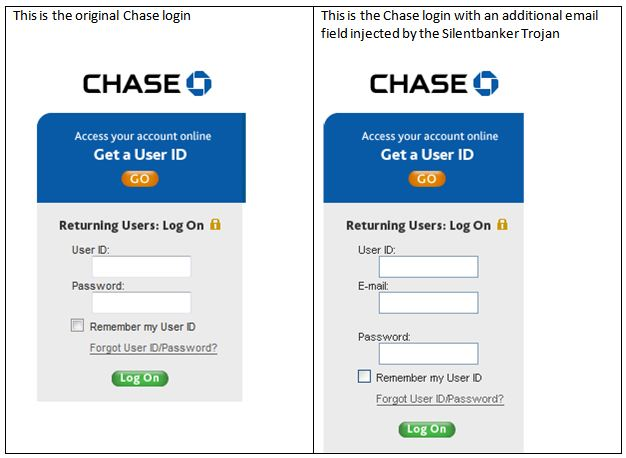 This is the original Chase login
CHASE
Access your account online
Get a User ID
GO
Returning Users: Log On
User ID:
Password:
Remember my User ID
Forgot User ID/Password?
Log On
This is the Chase login with an additional email
field injected by the Silentbanker Trojan
CHASE
Access your account online
Get a User ID
GO
Returning Users: Log On
User ID:
E-mail:
Password:
Remember my User ID
Forgot User ID/Password?
Log On